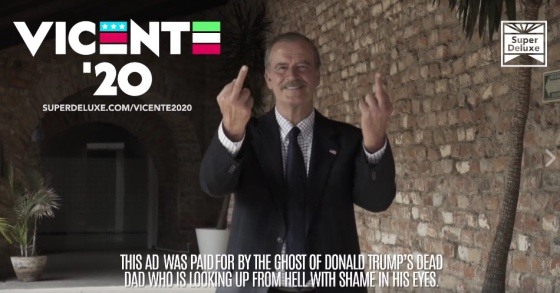 VICENTE
'20
SUPERDELUXE.COM/VICENTE2020
Super
Deluxe
THIS AD WAS PAID FOR BY THE GHOST OF DONALD TRUMP'S DEAD
DAD WHO IS LOOKING UP FROM HELL WITH SHAME IN HIS EYES.